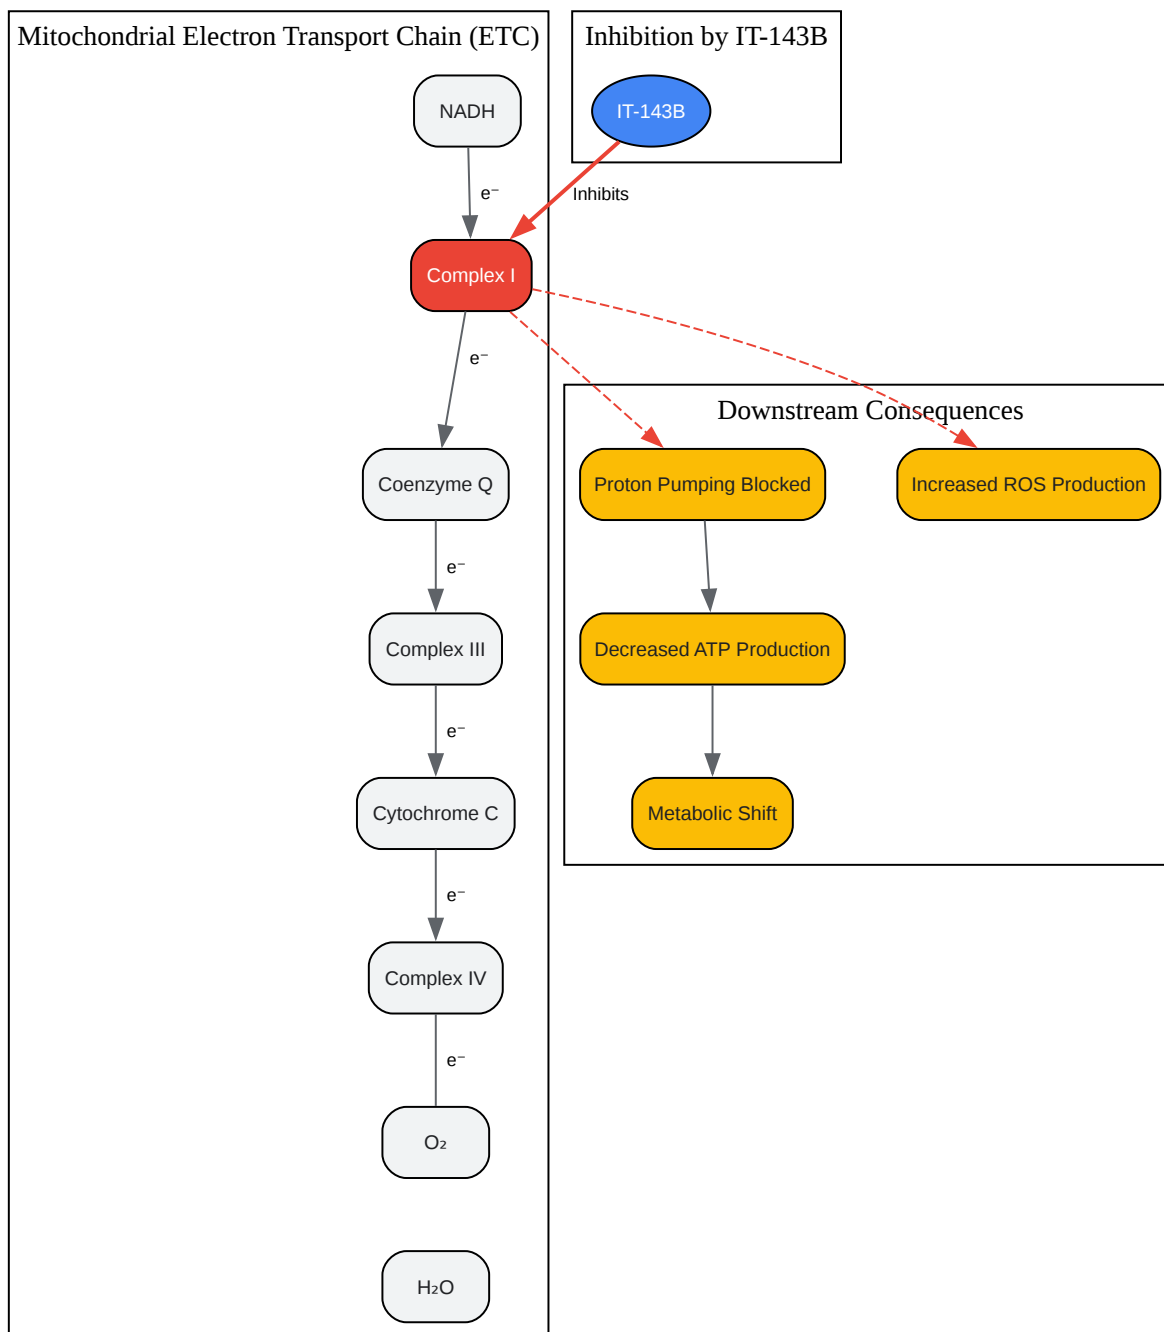 Mitochondrial Electron Transport Chain (ETC)
NADH
e⁻
Complex I
e⁻
Coenzyme Q
e⁻
Complex III
e⁻
Cytochrome C
e⁻
Complex IV
e⁻
O₂
H₂O
Inhibition by IT-143B
IT-143B
Inhibits
Downstream Consequences
Proton Pumping Blocked
Increased ROS Production
Decreased ATP Production
Metabolic Shift